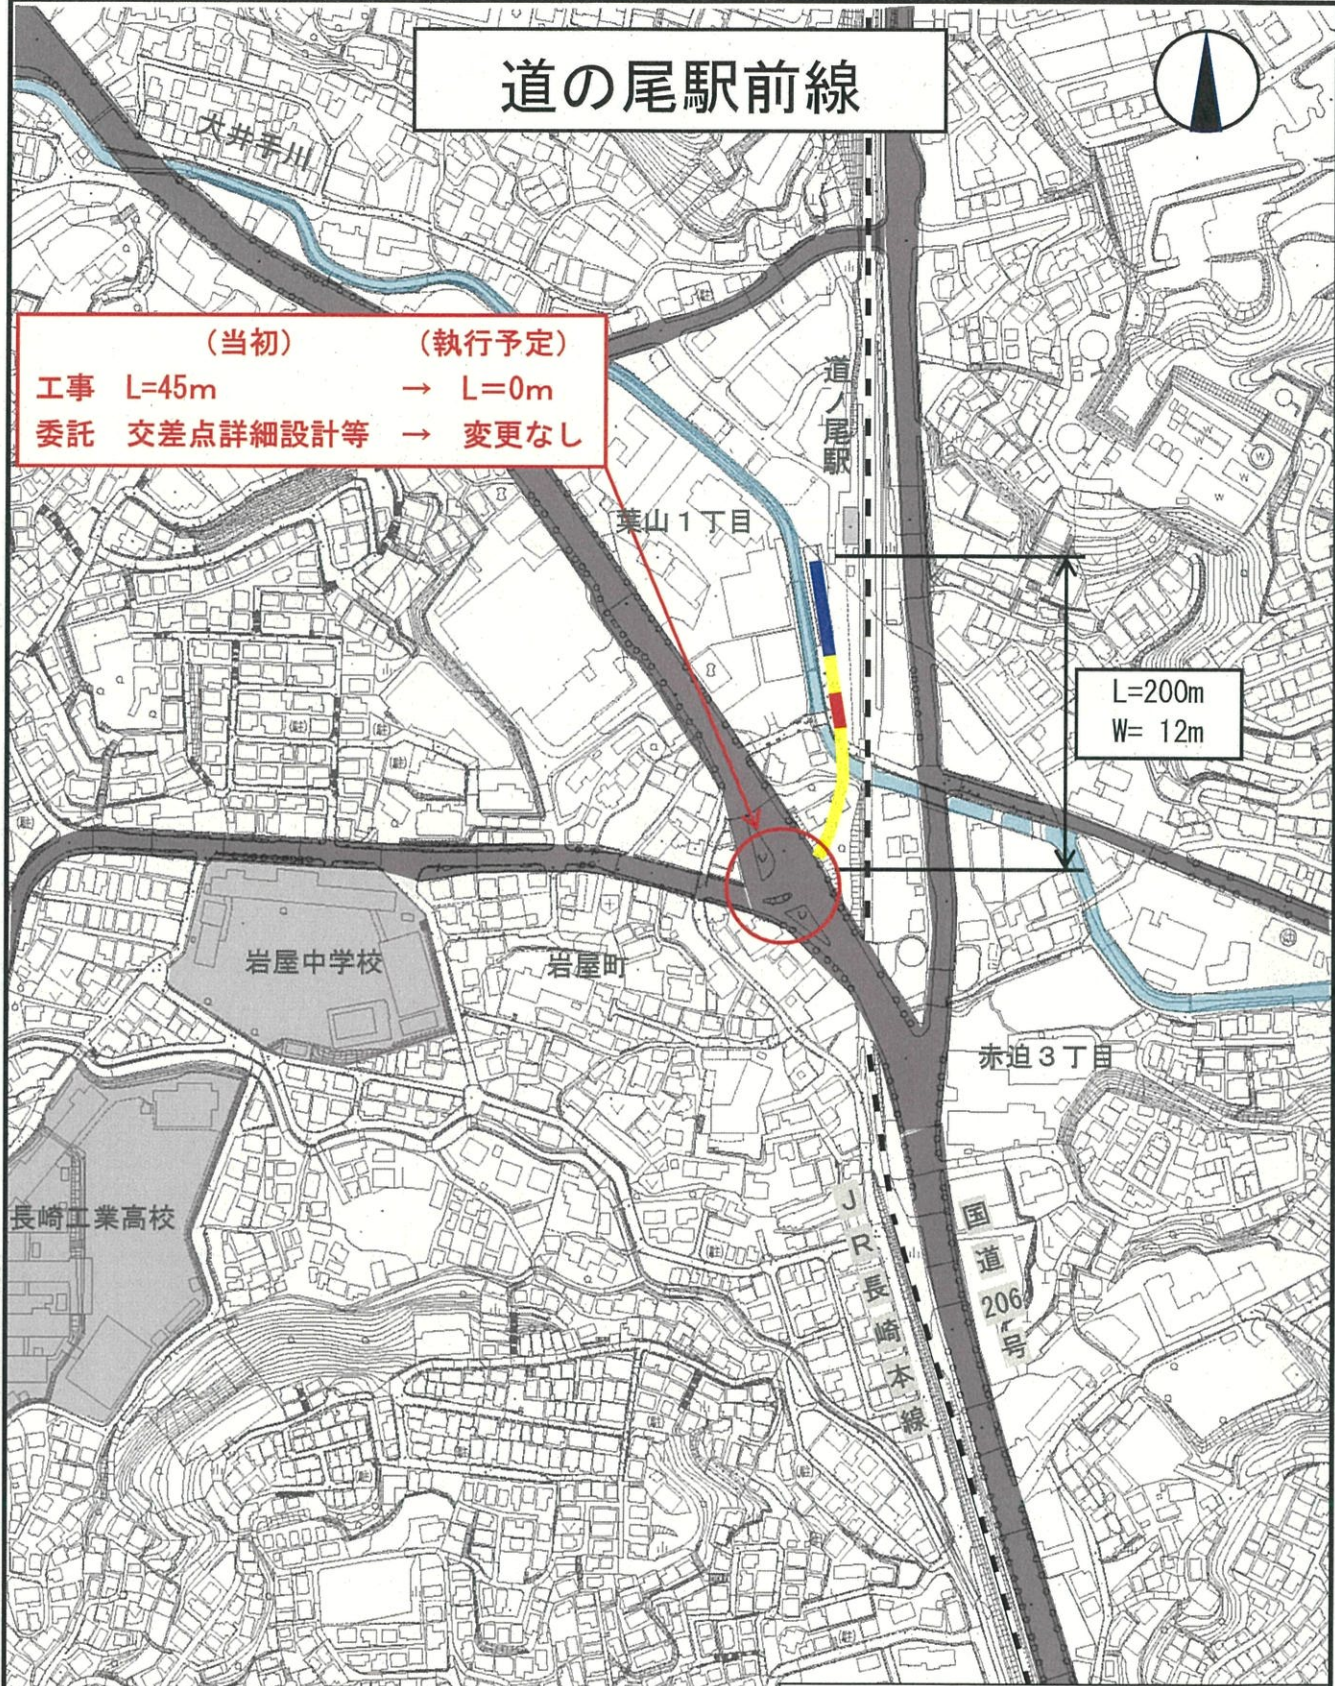 道の尾駅前線
大井手川
（当初）　（執行予定）
工事　L=45m　→　L=0m
委託　交差点詳細設計等　→　変更なし
道ノ尾駅
葉山１丁目
L=200m
W= 12m
岩屋中学校
岩屋町
赤迫３丁目
長崎工業高校
ＪＲ長崎本線
国道206号